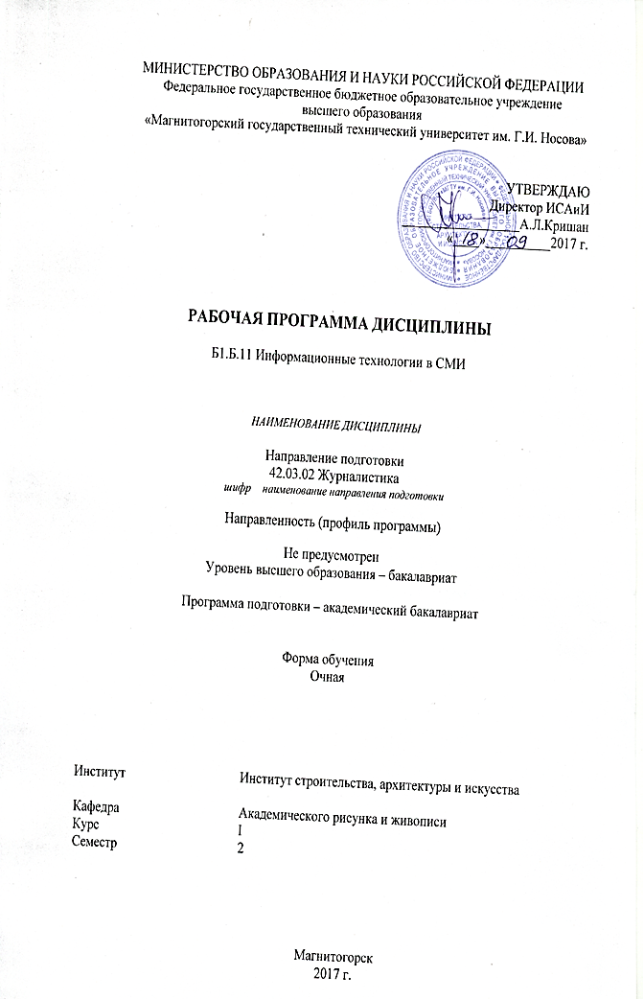 МИНИСТЕРСТВО ОБРАЗОВАНИЯ И НАУКИ РОССИЙСКОЙ ФЕДЕРАЦИИ
Федеральное государственное бюджетное образовательное учреждение
высшего образования
«Магнитогорский государственный технический университет им. Г.И. Носова»
УТВЕРЖДАЮ
Директор ИСАиИ
А.Л.Кришан
«18» 09 2017 г.
РАБОЧАЯ ПРОГРАММА ДИСЦИПЛИНЫ
Б1.Б.11 Информационные технологии в СМИ
НАИМЕНОВАНИЕ ДИСЦИПЛИНЫ
Направление подготовки
42.03.02 Журналистика
шифр наименование направления подготовки
Направленность (профиль программы)
Не предусмотрен
Уровень высшего образования – бакалавриат
Программа подготовки – академический бакалавриат
Форма обучения
Очная
Институт Институт строительства, архитектуры и искусства
Кафедра Академического рисунка и живописи
Курс I
Семестр 2
Магнитогорск
2017 г.